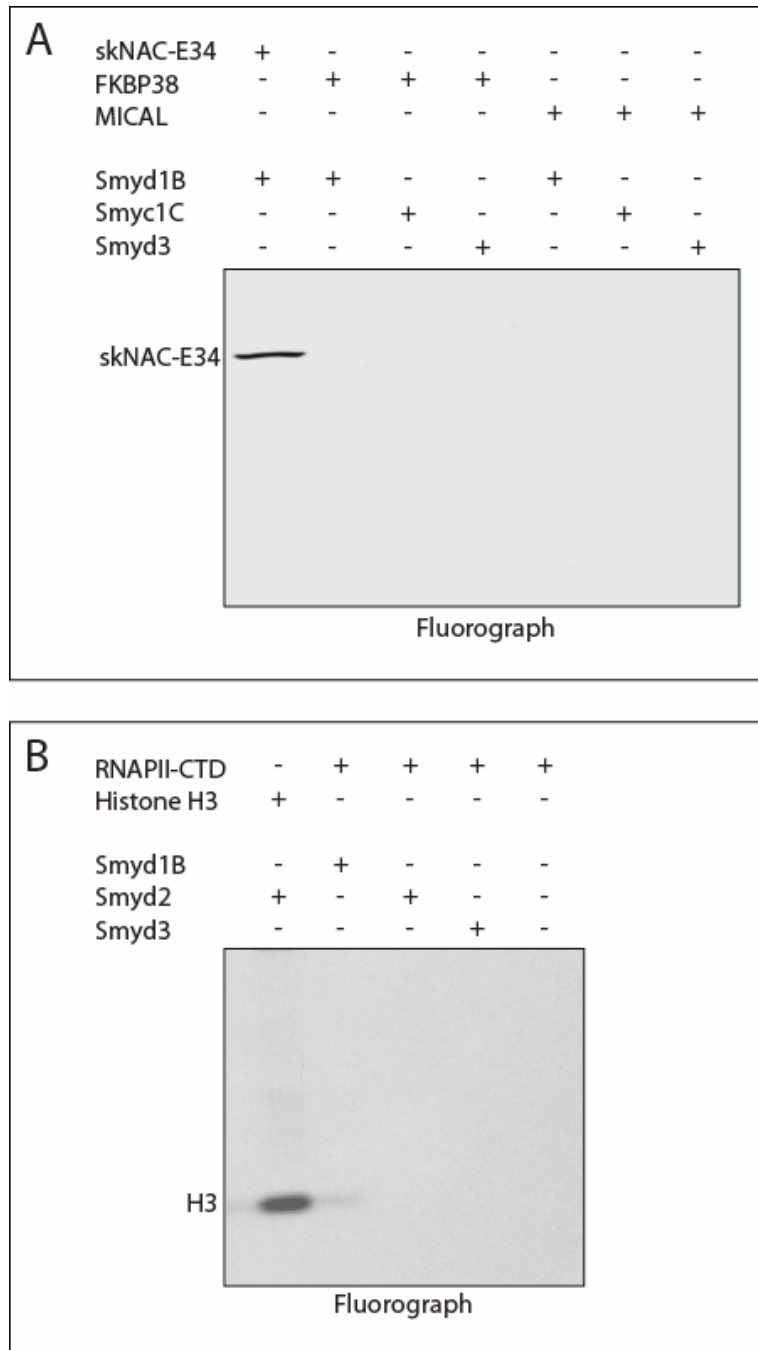 A
skNAC-E34 + - - - - - -
FKBP38 - + + + - - -
MICAL - - - - + + +
Smyd1B + + - - + - -
Smyc1C - - + - - + -
Smyd3 - - - + - - +
skNAC-E34
Fluorograph
B
RNAPII-CTD - + + + +
Histone H3 + - - - -
Smyd1B - + - - -
Smyd2 + - + - -
Smyd3 - - - + -
H3
Fluorograph